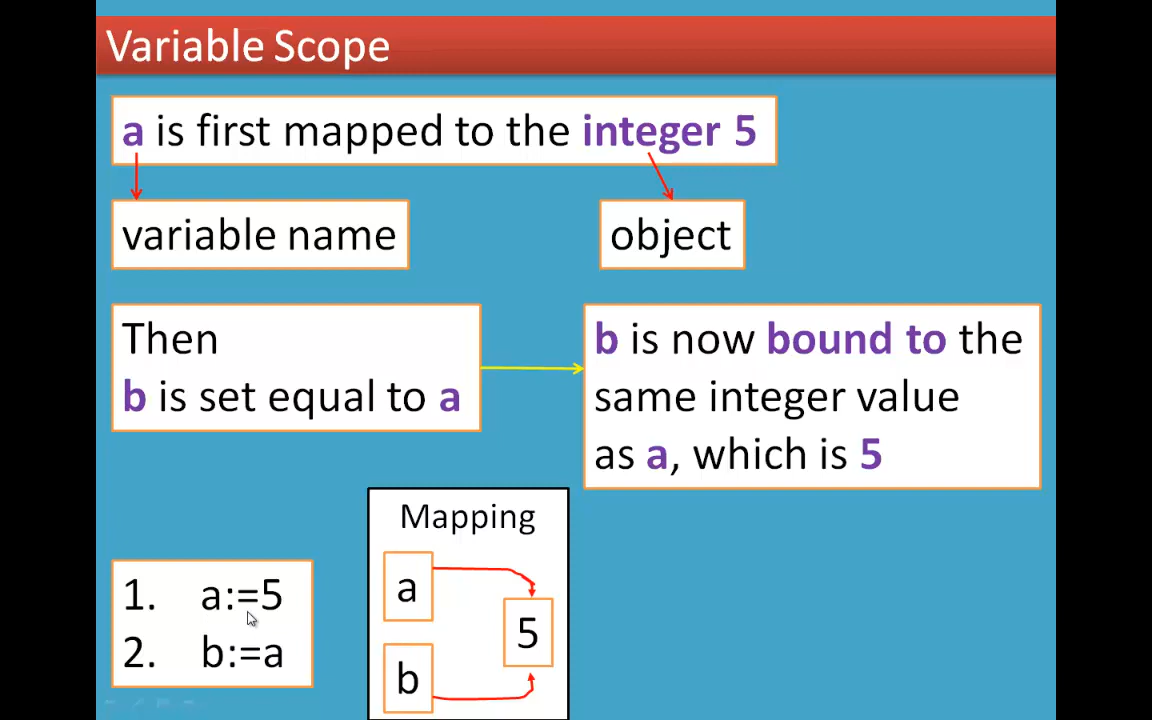 Variable Scope
a is first mapped to the integer 5
variable name
object
Then
b is set equal to a
b is now bound to the
same integer value
as a, which is 5
1. a:=5
2. b:=a
Mapping
a
5
b